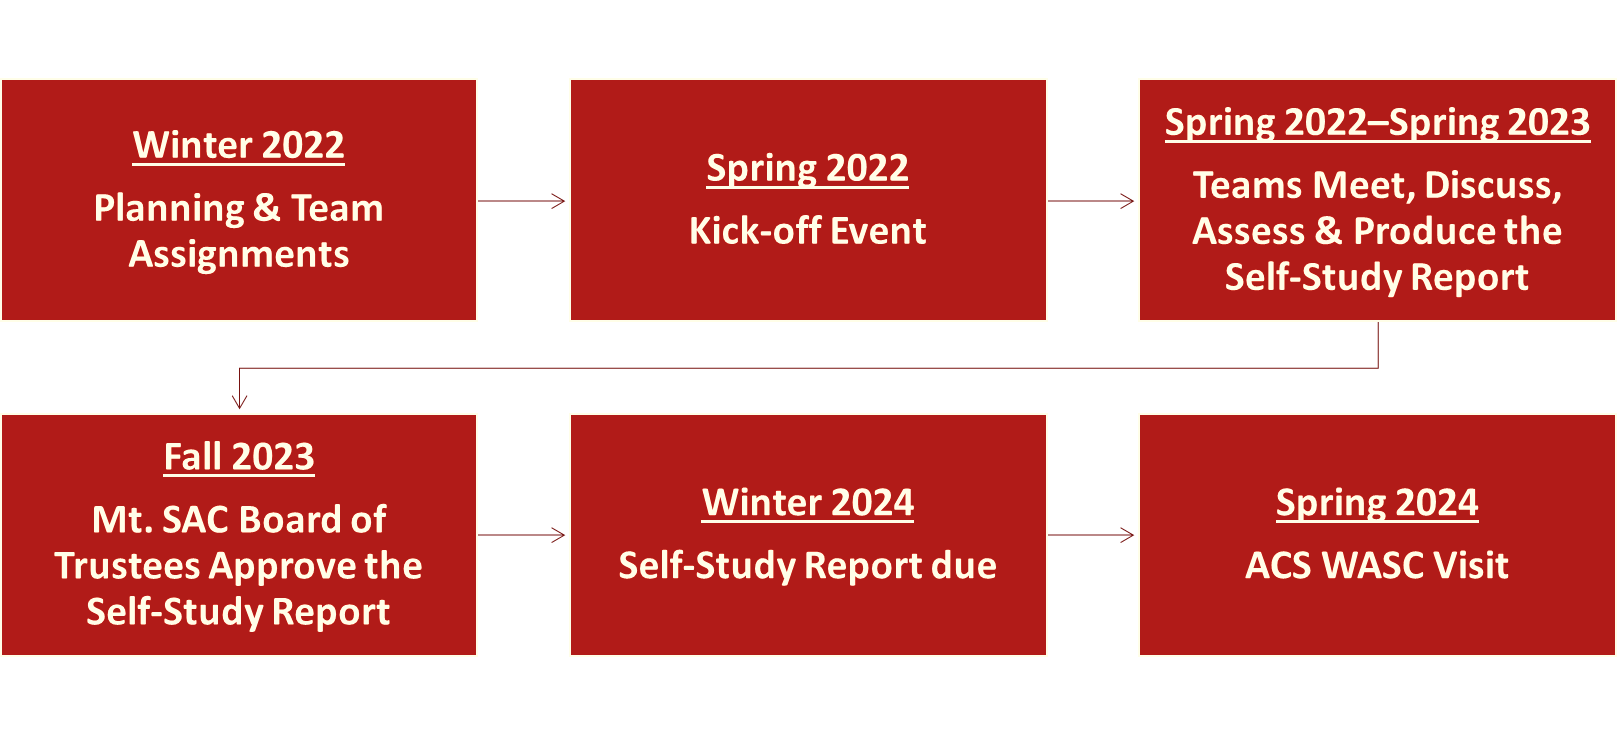 Winter 2022
Planning & Team
Assignments
Spring 2022
Kick-off Event
Spring 2022–Spring 2023
Teams Meet, Discuss,
Assess & Produce the
Self-Study Report
Fall 2023
Mt. SAC Board of
Trustees Approve the
Self-Study Report
Winter 2024
Self-Study Report due
Spring 2024
ACS WASC Visit